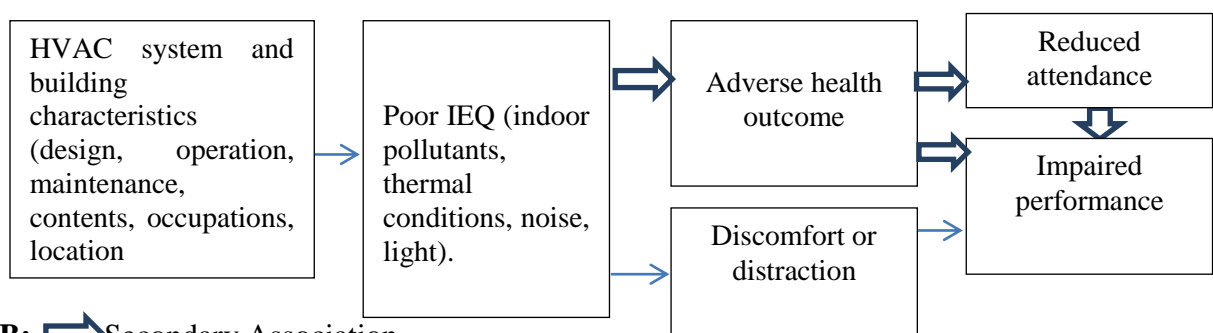 HVAC system and
building
characteristics
(design, operation,
maintenance,
contents, occupations,
location
Poor IEQ (indoor
pollutants,
thermal
conditions, noise,
light).
Adverse health
outcome
Discomfort or
distraction
Reduced
attendance
Impaired
performance
Secondary Association